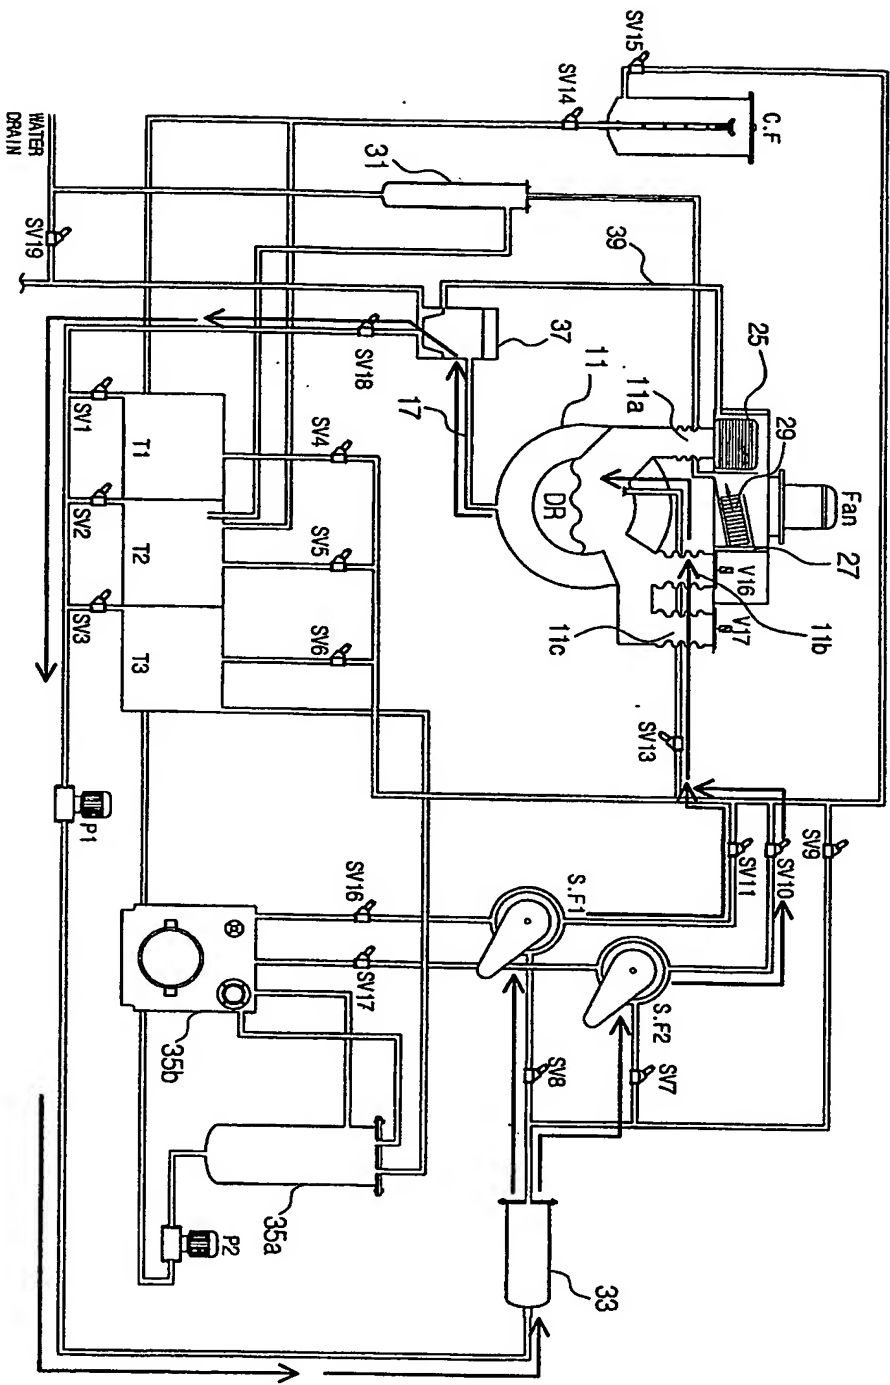 SV15
SV14
C.F
WATER
DRAIN
31
SV19
39
SV18
37
17
11
11a
25
29
Fan
DR
27
V16
V17
11b
11c
SV1
T1
SV4
SV2
T2
SV5
SV3
T3
SV6
SV13
P1
SV11
SV10
SV9
SV16
S.F1
SV17
S.F2
35b
SV8
SV7
35a
P2
33